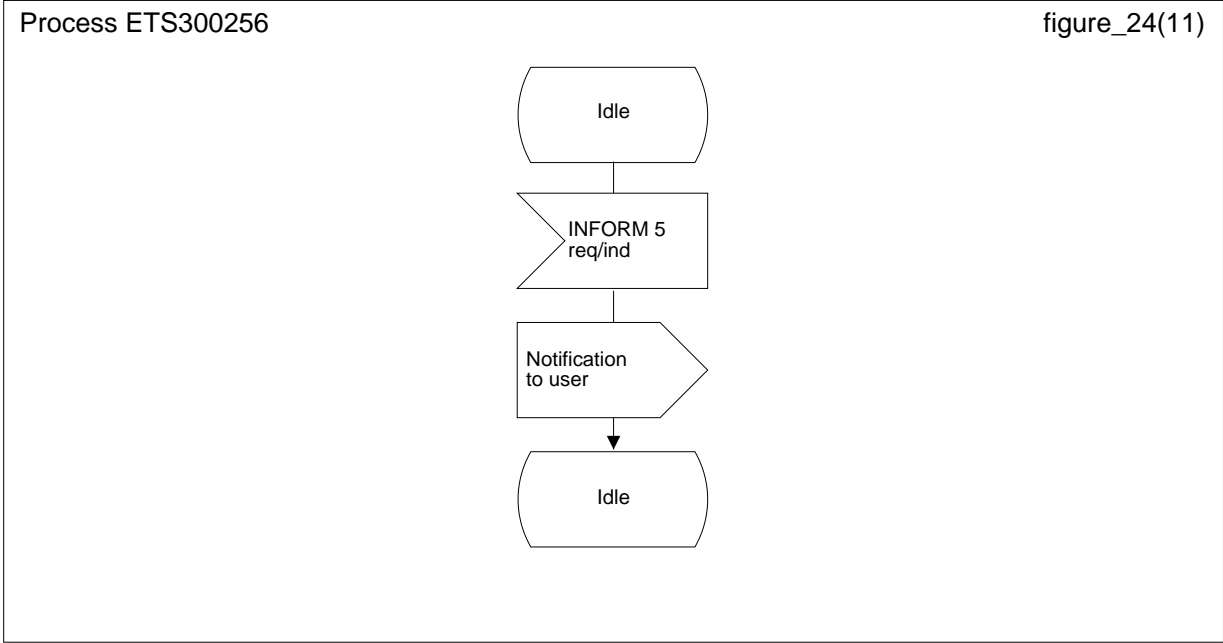 Process ETS300256
figure_24(11)
Idle
INFORM 5
req/ind
Notification
to user
Idle